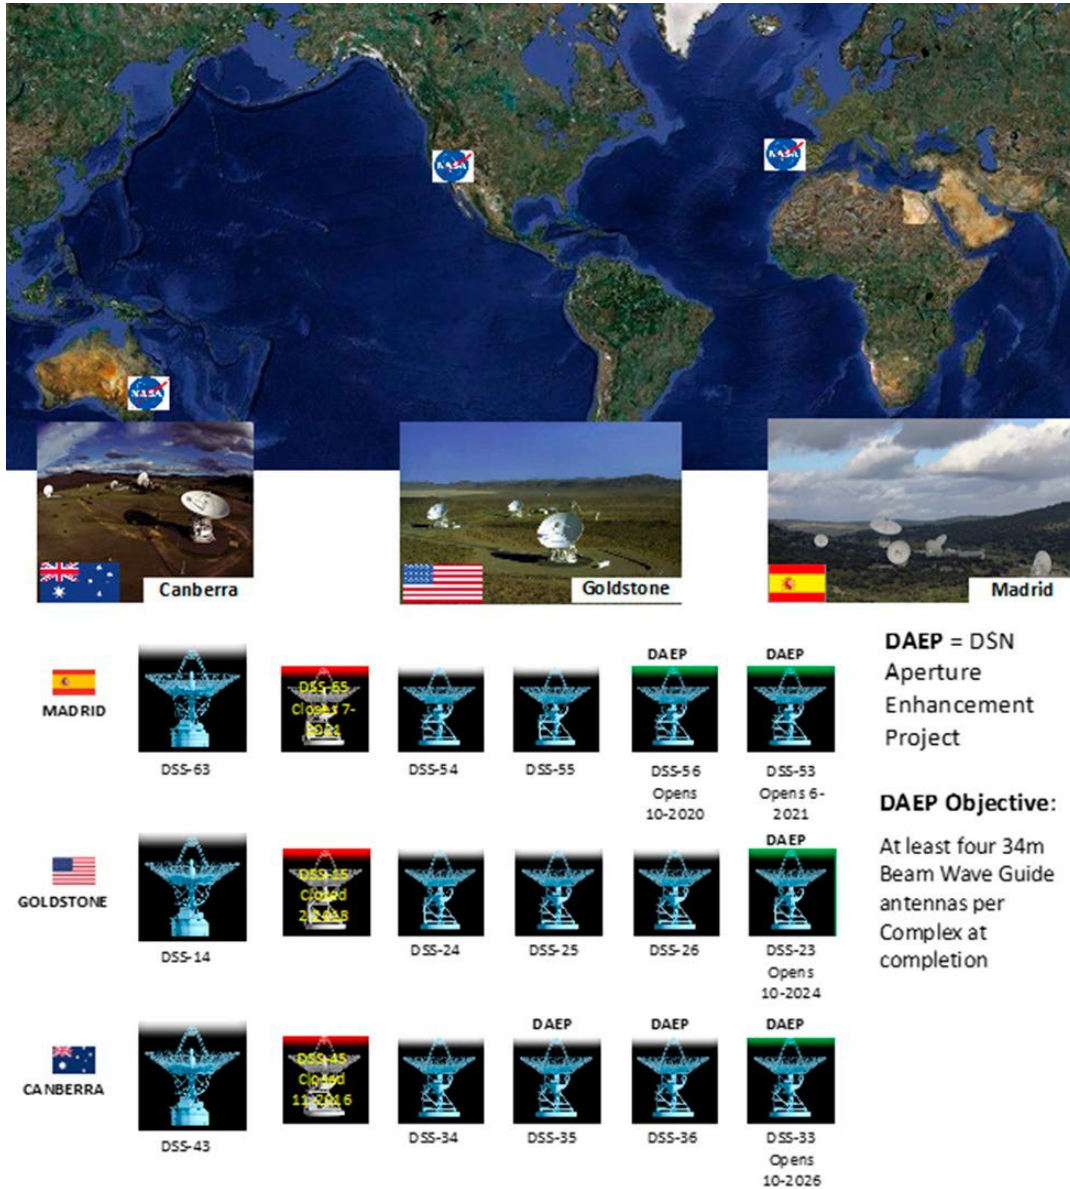 NASA
NASA
NASA
Canberra
Goldstone
Madrid
MADRID
DSS-63
DSS-65
Closes 7-
2021
DSS-54
DSS-55
DAEP
DSS-56
Opens
10-2020
DAEP
DSS-53
Opens 6-
2021
DAEP = DSN
Aperture
Enhancement
Project
DAEP Objective:
At least four 34m
Beam Wave Guide
antennas per
Complex at
completion
GOLDSTONE
DSS-14
DSS-15
Closed
2-2018
DSS-24
DSS-25
DSS-26
DAEP
DSS-23
Opens
10-2024
CANBERRA
DSS-43
DSS-45
Closed
11-2016
DSS-34
DAEP
DSS-35
DAEP
DSS-36
DAEP
DSS-33
Opens
10-2026